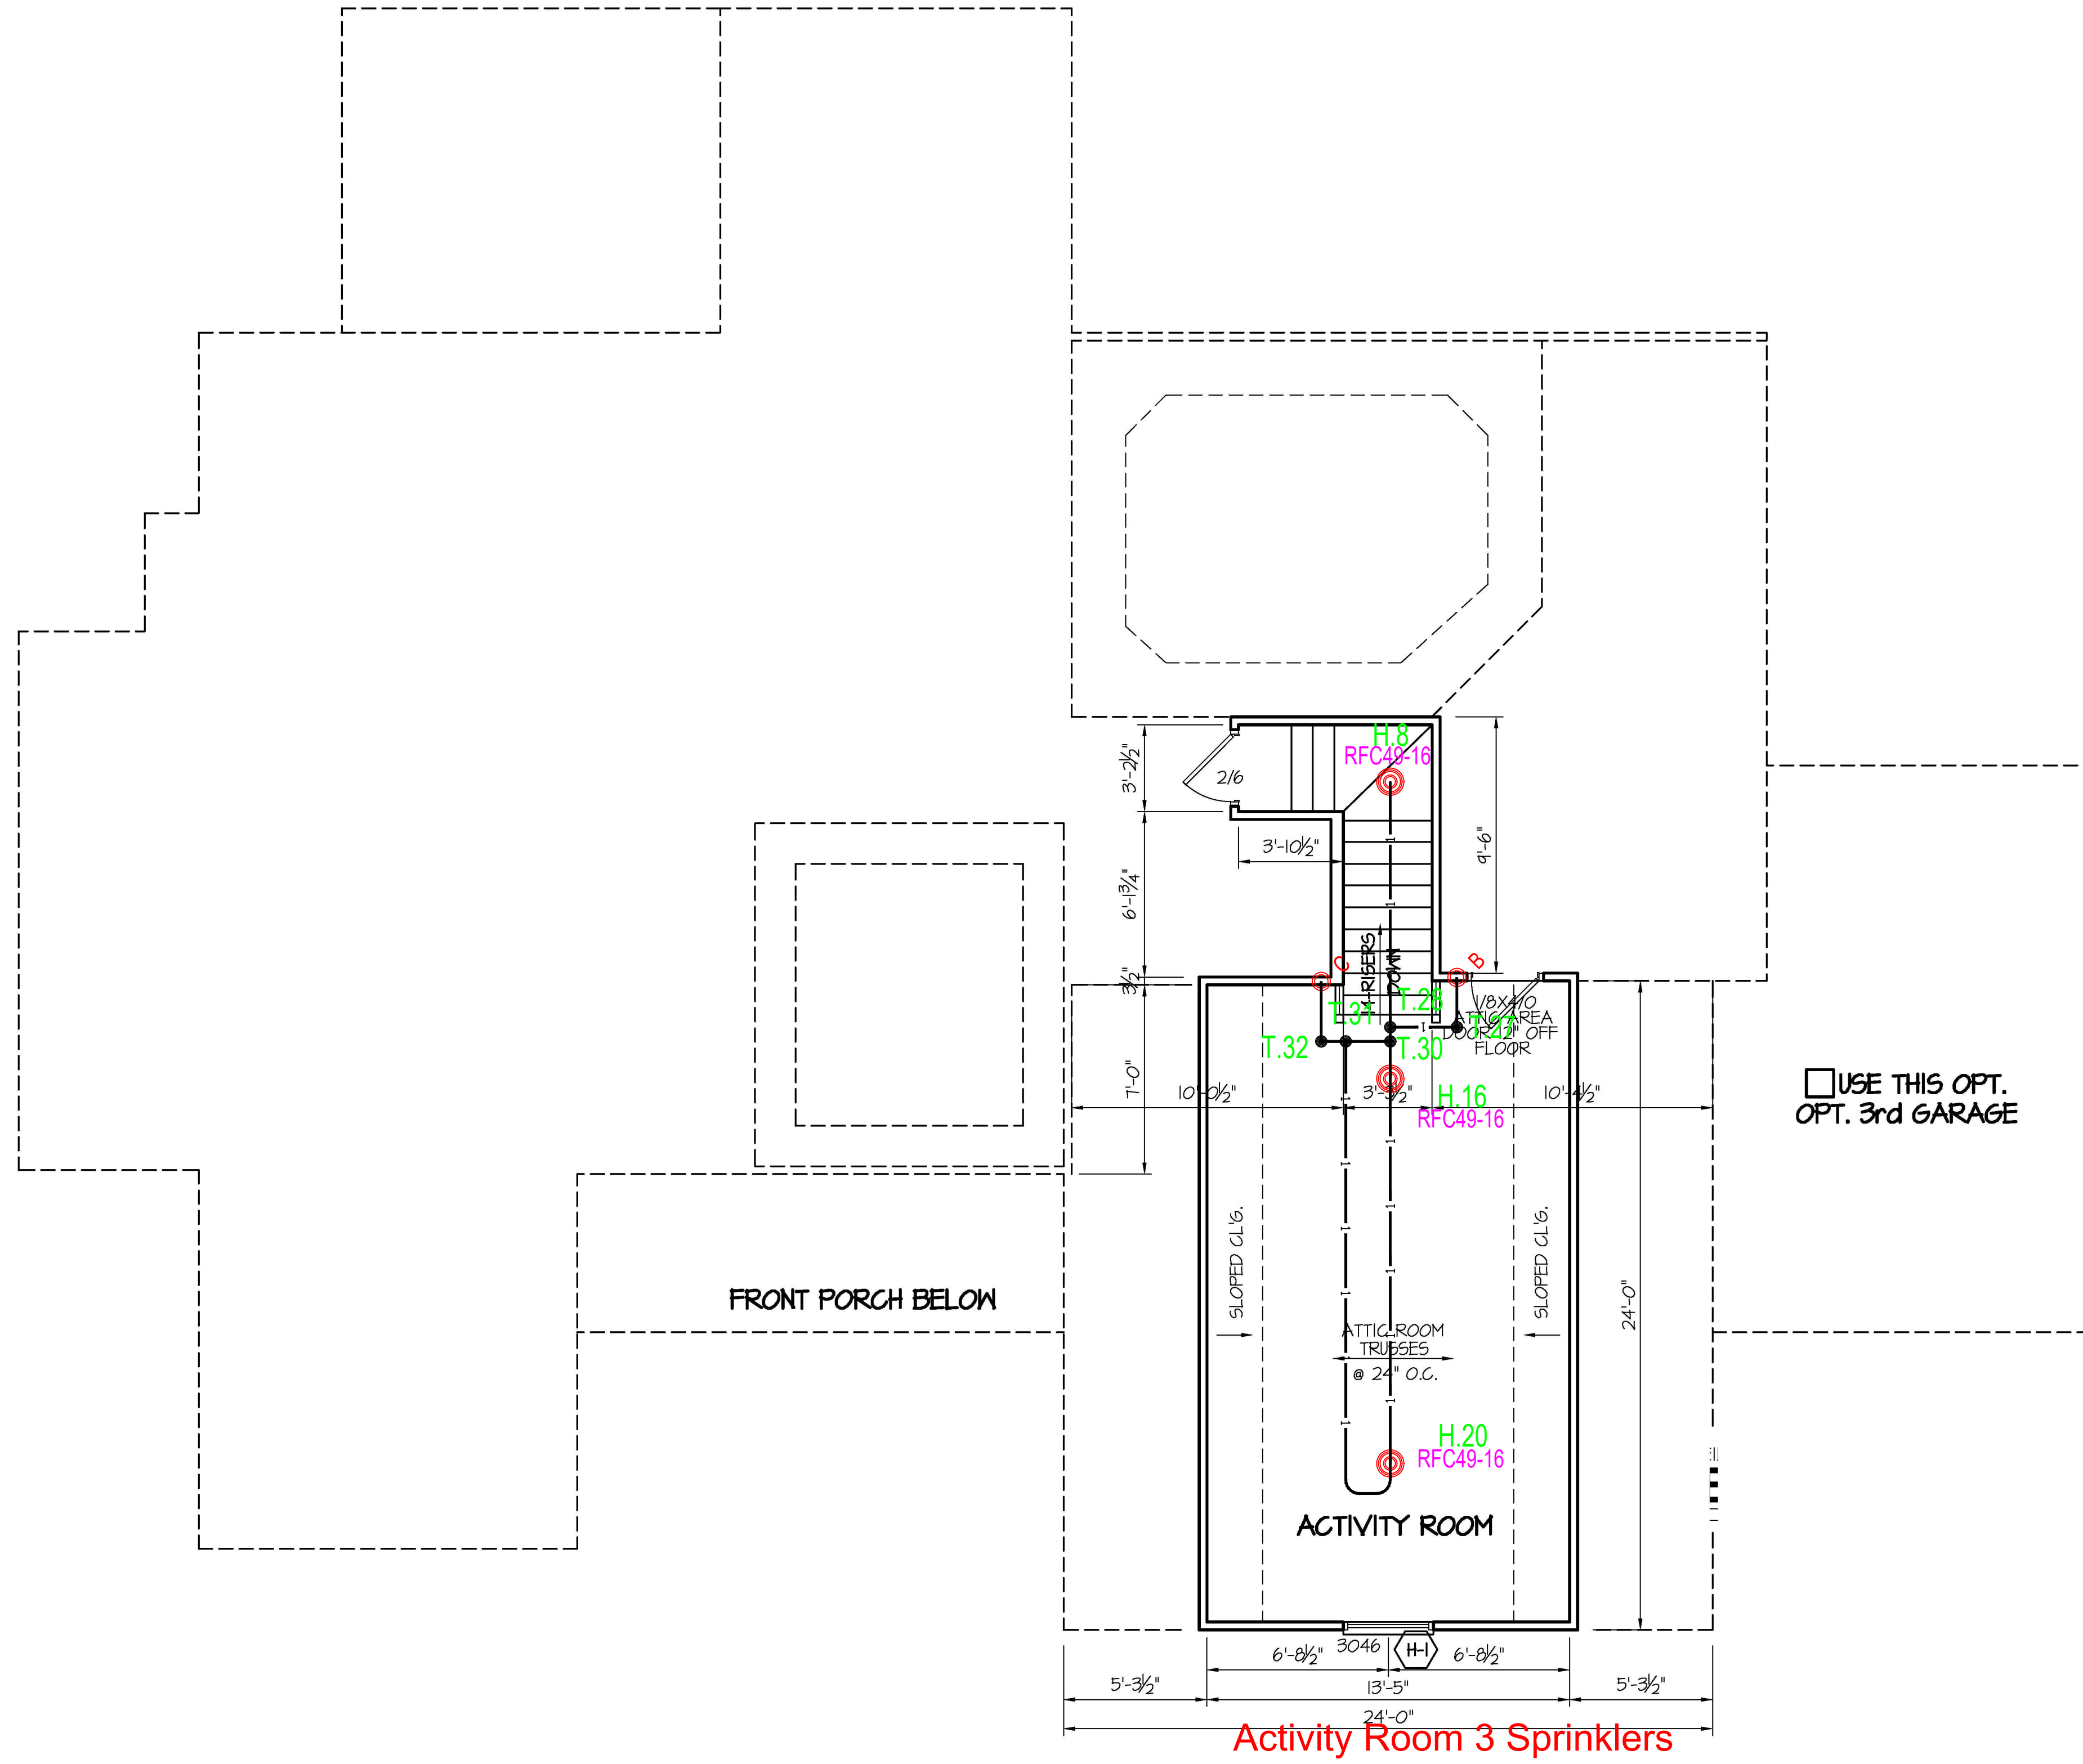 H.8
RFC49-16
3'-2½"
2/6
3'-10½"
9'-6"
6'-1¾"
14-RISERS
DOWN
C
B
3½"
T.31
T.28
1/8X4/0
ATTIC AREA
DOOR 12" OFF
FLOOR
T.27
T.32
T.30
7'-0"
10'-0½"
3'-3½"
10'-4½"
H.16
RFC49-16
USE THIS OPT.
OPT. 3rd GARAGE
SLOPED CL'G.
SLOPED CL'G.
FRONT PORCH BELOW
24'-0"
ATTIC ROOM
TRUSSES
@ 24" O.C.
H.20
RFC49-16
ACTIVITY ROOM
3046
H-1
6'-8½"
6'-8½"
5'-3½"
13'-5"
5'-3½"
24'-0"
Activity Room 3 Sprinklers